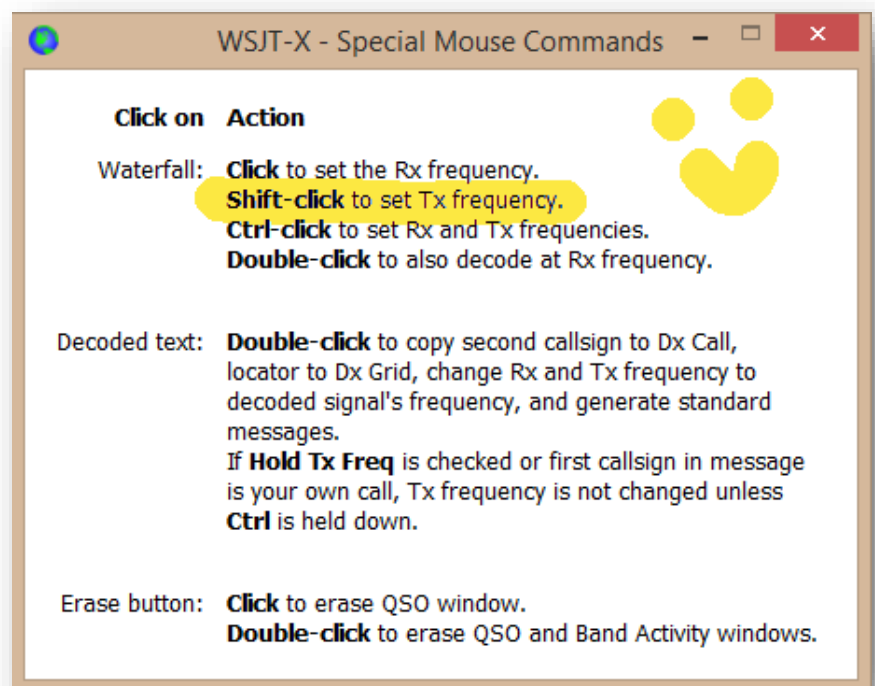 WSJT-X - Special Mouse Commands
Click on Action
Waterfall: Click to set the Rx frequency.
Shift-click to set Tx frequency.
Ctrl-click to set Rx and Tx frequencies.
Double-click to also decode at Rx frequency.
Decoded text: Double-click to copy second callsign to Dx Call,
locator to Dx Grid, change Rx and Tx frequency to
decoded signal's frequency, and generate standard
messages.
If Hold Tx Freq is checked or first callsign in message
is your own call, Tx frequency is not changed unless
Ctrl is held down.
Erase button: Click to erase QSO window.
Double-click to erase QSO and Band Activity windows.